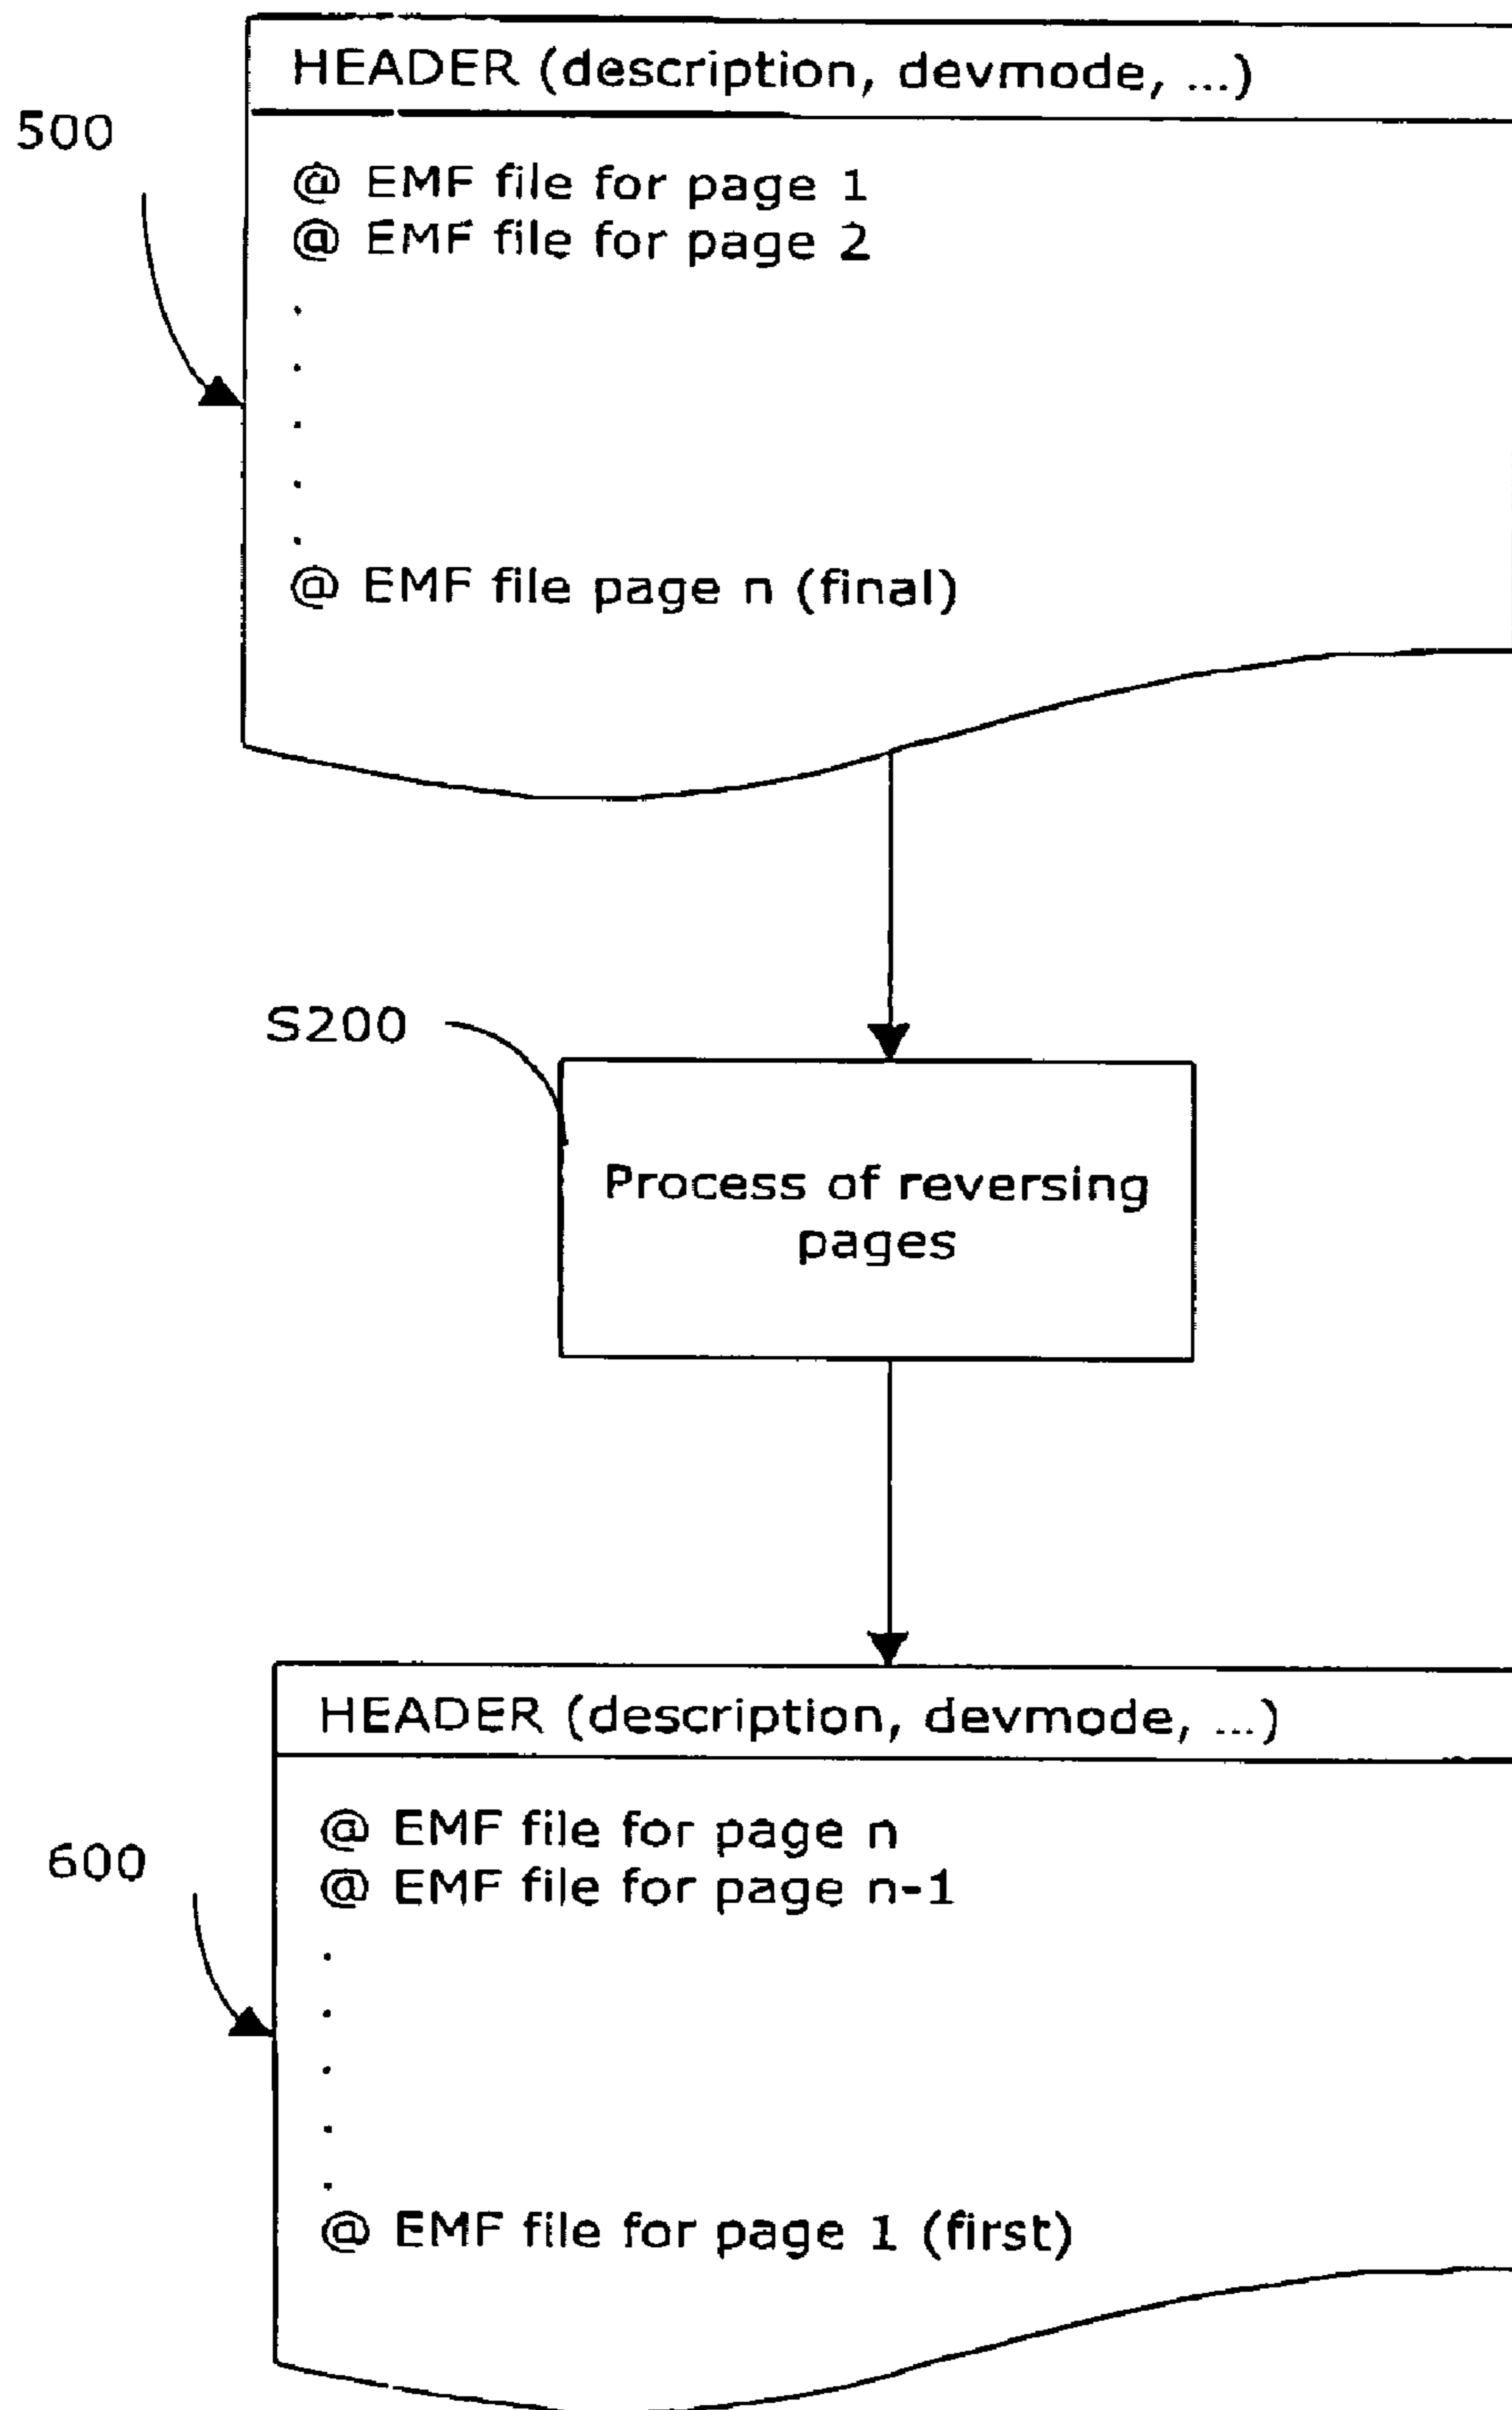 HEADER (description, devmode, ...)
500
@ EMF file for page 1
@ EMF file for page 2
.
.
.
.
.
@ EMF file page n (final)
S200
Process of reversing
pages
HEADER (description, devmode, ...)
600
@ EMF file for page n
@ EMF file for page n-1
.
.
.
.
.
@ EMF file for page 1 (first)